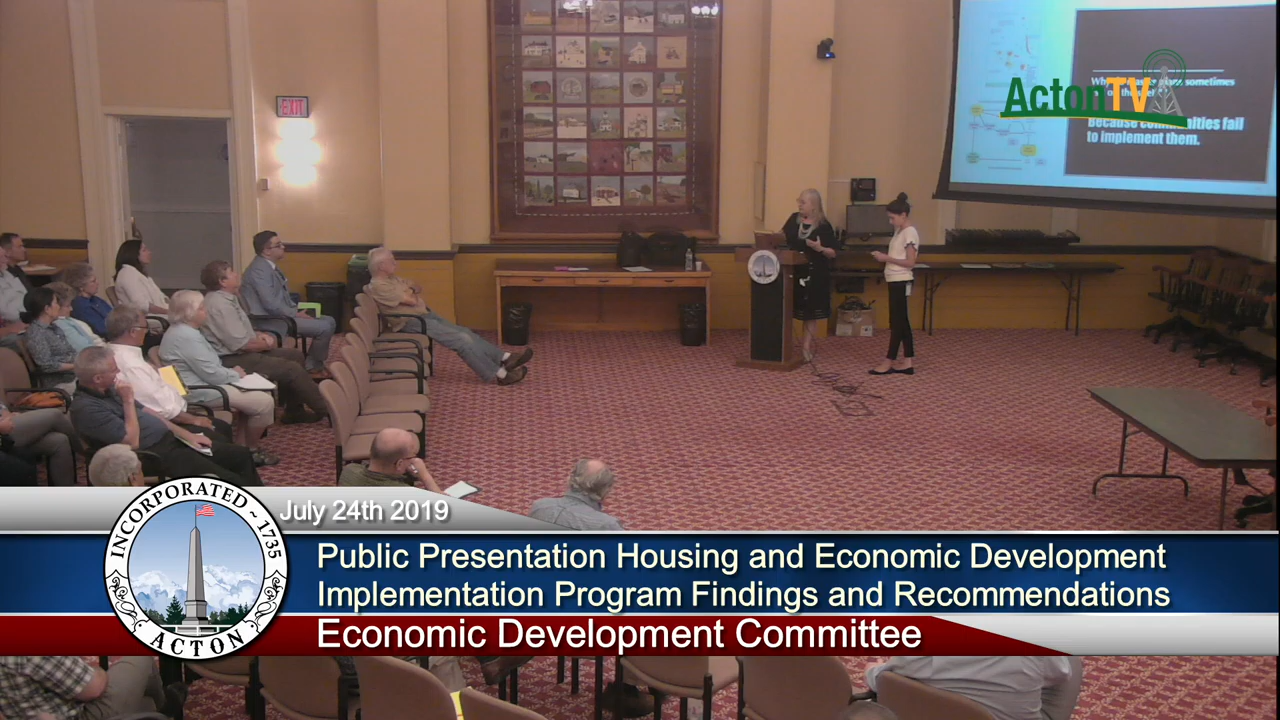 EXIT
ActonTV
sometimes
Because communities fail
to implement them.
INCORPORATED ~ 1735
ACTON
July 24th 2019
Public Presentation Housing and Economic Development
Implementation Program Findings and Recommendations
Economic Development Committee